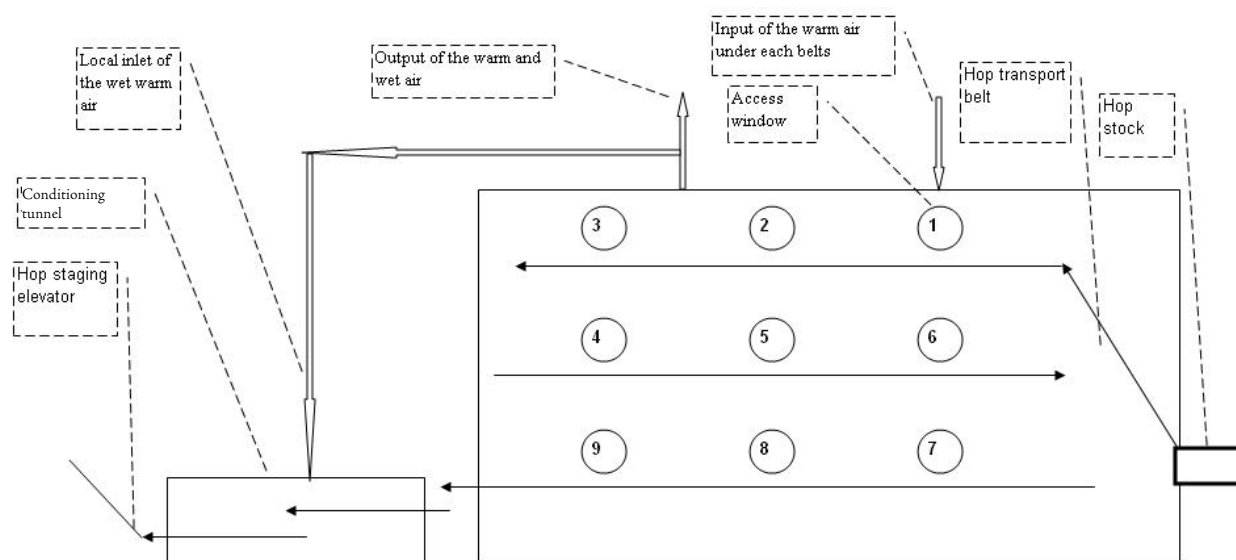 Local inlet of
the wet warm
air
Output of the warm and
wet air
Input of the warm air
under each belts
Access
window
Hop transport
belt
Hop
stock
Conditioning
tunnel
Hop staging
elevator
3
2
1
4
5
6
9
8
7